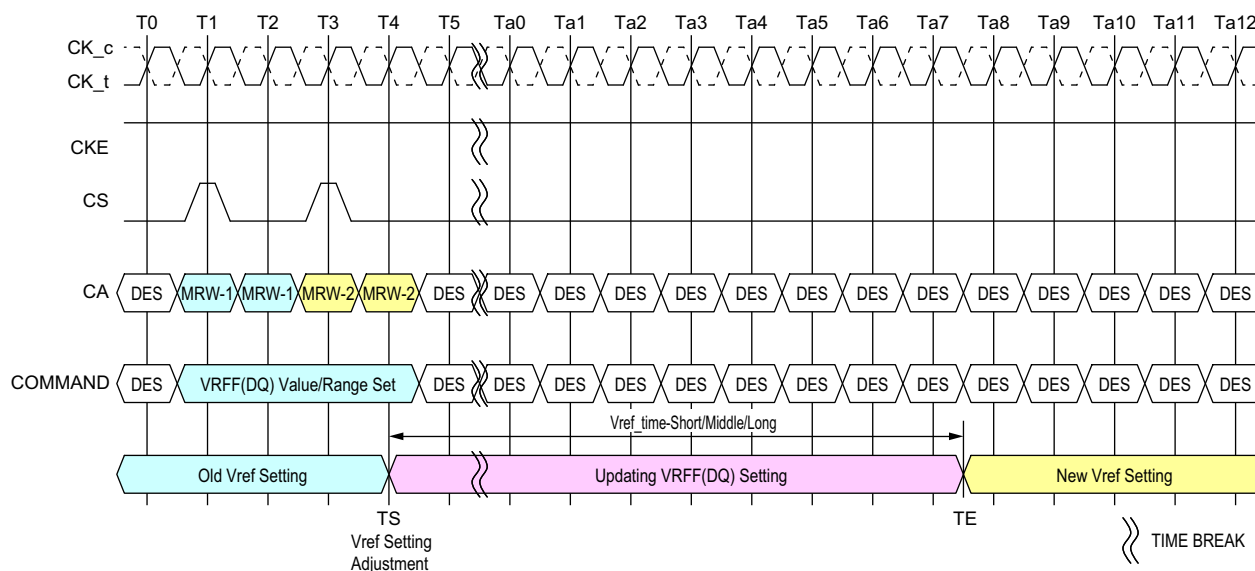 T0 T1 T2 T3 T4 T5 Ta0 Ta1 Ta2 Ta3 Ta4 Ta5 Ta6 Ta7 Ta8 Ta9 Ta10 Ta11 Ta12
CK_c
CK_t
CKE
CS
CA DES MRW-1 MRW-1 MRW-2 MRW-2 DES DES DES DES DES DES DES DES DES DES DES DES DES DES
COMMAND DES VRFF(DQ) Value/Range Set DES DES DES DES DES DES DES DES DES DES DES DES DES DES
Vref_time-Short/Middle/Long
Old Vref Setting Updating VRFF(DQ) Setting New Vref Setting
TS TE
Vref Setting
Adjustment
TIME BREAK